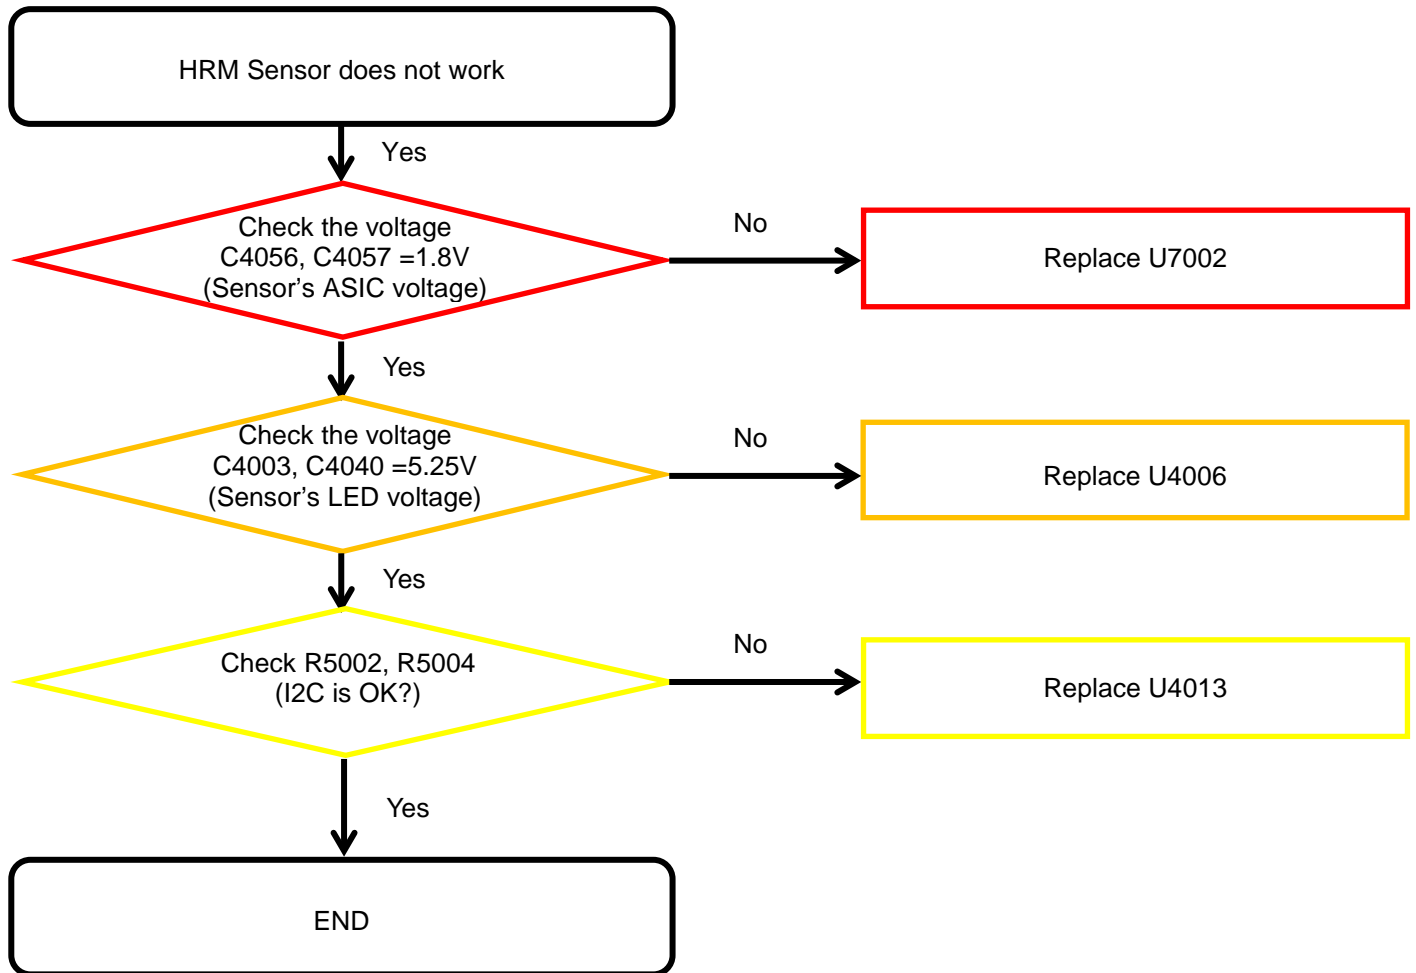 HRM Sensor does not work
Yes
Check the voltage
C4056, C4057 =1.8V
(Sensor’s ASIC voltage)
No
Replace U7002
Yes
Check the voltage
C4003, C4040 =5.25V
(Sensor’s LED voltage)
No
Replace U4006
Yes
Check R5002, R5004
(I2C is OK?)
No
Replace U4013
Yes
END